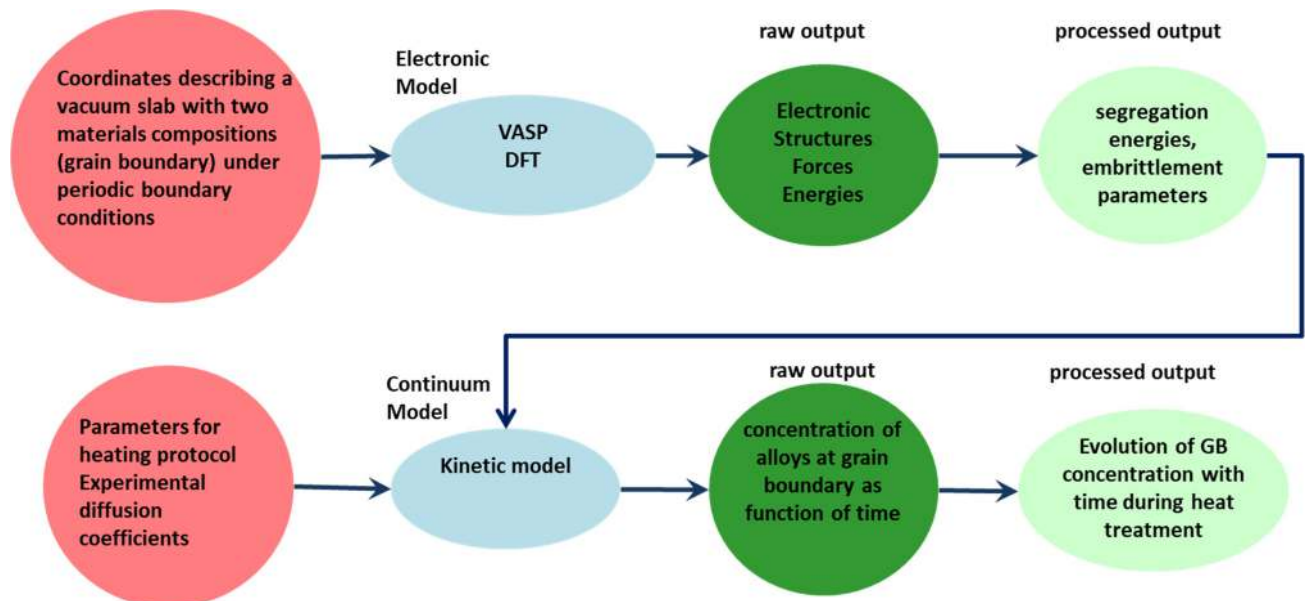 Coordinates describing a
vacuum slab with two
materials compositions
(grain boundary) under
periodic boundary
conditions
Electronic
Model
VASP
DFT
raw output
Electronic
Structures
Forces
Energies
processed output
segregation
energies,
embrittlement
parameters
Parameters for
heating protocol
Experimental
diffusion
coefficients
Continuum
Model
Kinetic model
raw output
concentration of
alloys at grain
boundary as
function of time
processed output
Evolution of GB
concentration with
time during heat
treatment